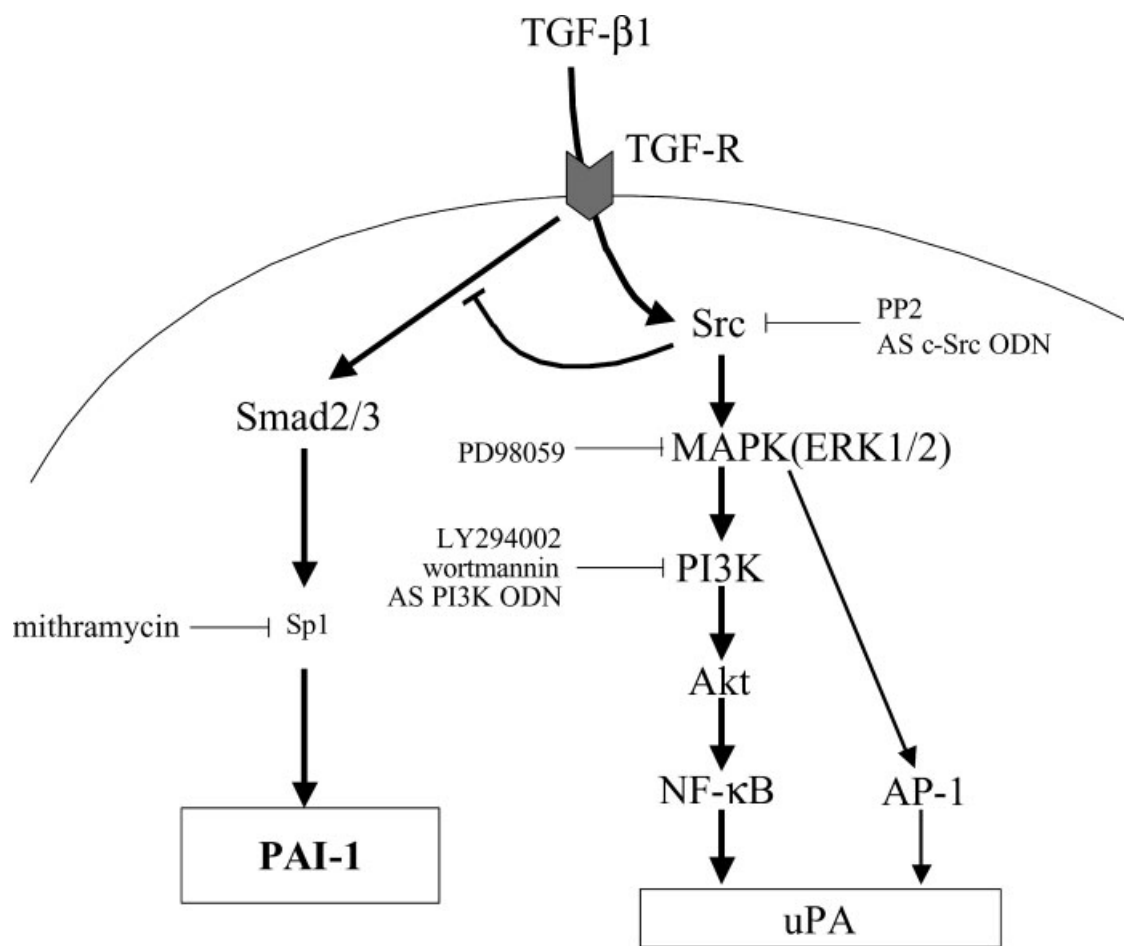 TGF-β1
TGF-R
Src
PP2
AS c-Src ODN
Smad2/3
PD98059
MAPK(ERK1/2)
LY294002
wortmannin
AS PI3K ODN
PI3K
mithramycin
Sp1
Akt
NF-κB
AP-1
PAI-1
uPA